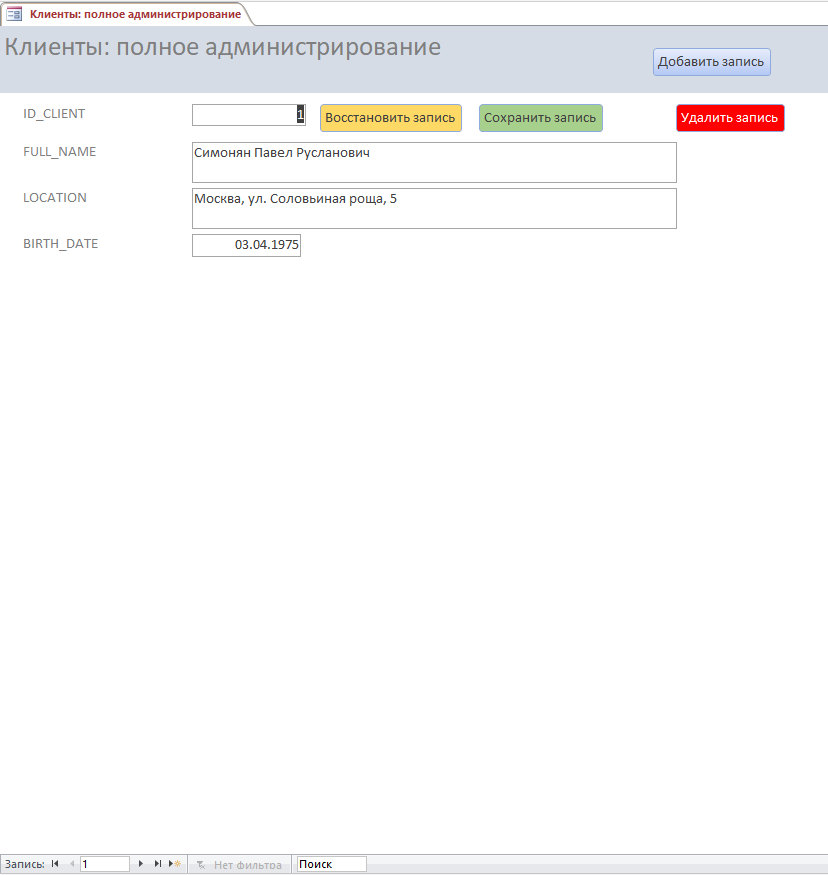 Клиенты: полное администрирование
Клиенты: полное администрирование
Добавить запись
ID_CLIENT 1 Восстановить запись Сохранить запись Удалить запись
FULL_NAME Симонян Павел Русланович
LOCATION Москва, ул. Соловьиная роща, 5
BIRTH_DATE 03.04.1975
Запись: 1 Нет фильтра Поиск